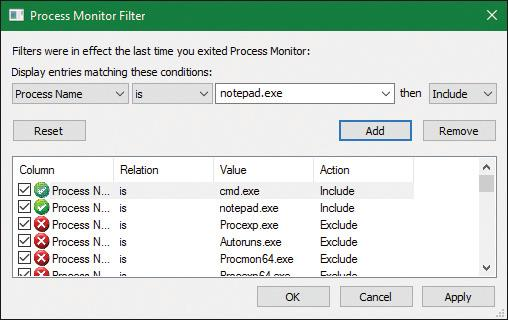 Process Monitor Filter
Filters were in effect the last time you exited Process Monitor:
Display entries matching these conditions:
Process Name is notepad.exe then Include
Reset Add Remove
Column Relation Value Action
Process N... is cmd.exe Include
Process N... is notepad.exe Include
Process N... is Procexp.exe Exclude
Process N... is Autoruns.exe Exclude
Process N... is Procmon64.exe Exclude
Process N... is Procexp64.exe Exclude
OK Cancel Apply